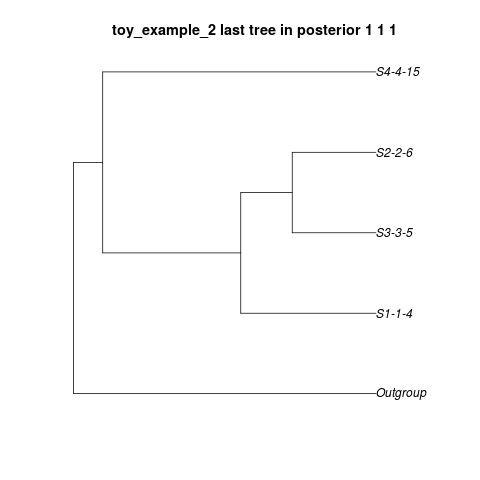 toy_example_2 last tree in posterior 1 1 1
S4-4-15
S2-2-6
S3-3-5
S1-1-4
Outgroup